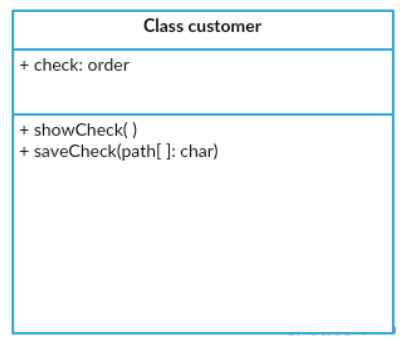 Class customer
+ check: order
+ showCheck( )
+ saveCheck(path[ ]: char)